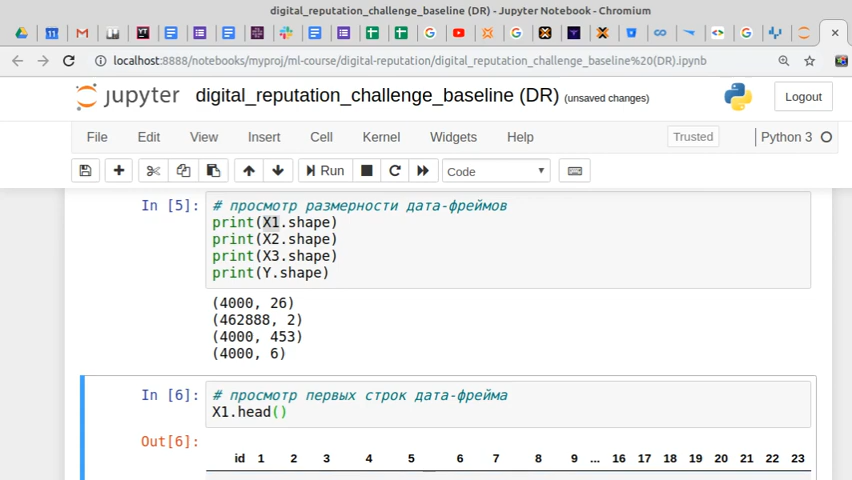 digital_reputation_challenge_baseline (DR) - Jupyter Notebook - Chromium
localhost:8888/notebooks/myproj/ml-course/digital-reputation/digital_reputation_challenge_baseline%20(DR).ipynb
jupyter digital_reputation_challenge_baseline (DR) (unsaved changes) Logout
File Edit View Insert Cell Kernel Widgets Help Trusted Python 3
Run Code
In [5]: # просмотр размерности дата-фреймов
print(X1.shape)
print(X2.shape)
print(X3.shape)
print(Y.shape)
(4000, 26)
(462888, 2)
(4000, 453)
(4000, 6)
In [6]: # просмотр первых строк дата-фрейма
X1.head()
Out[6]:
id 1 2 3 4 5 6 7 8 9 ... 16 17 18 19 20 21 22 23